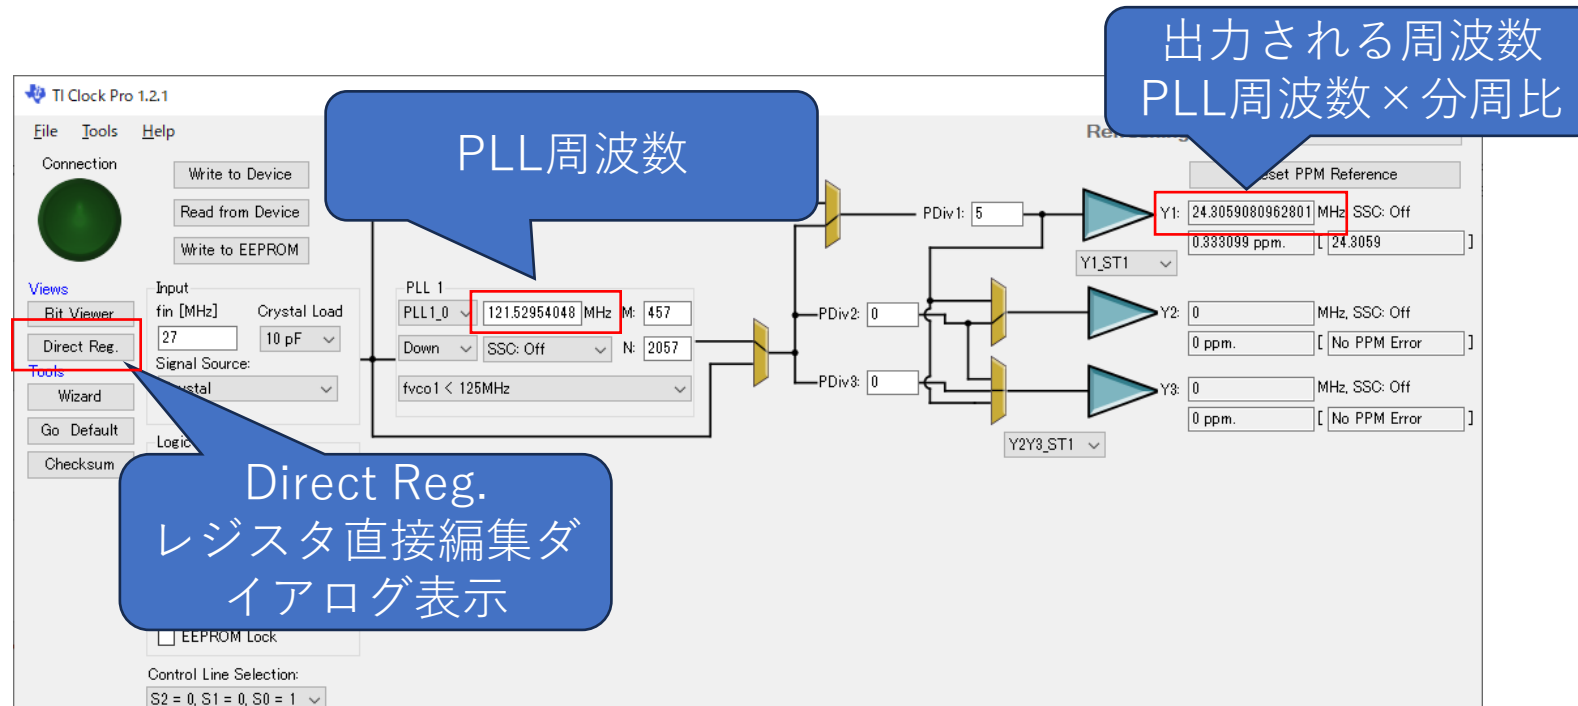 出力される周波数
PLL周波数×分周比
TI Clock Pro 1.2.1
PLL周波数
File Tools Help
Connection
Write to Device
PPM Reference
Read from Device
PDiv1: 5
Y1: 24.3059080962801 MHz, SSC: Off
Write to EEPROM
0.333099 ppm. [ 24.3059 ]
Y1_ST1
Views
Input
PLL 1
Bit Viewer
fin [MHz] Crystal Load
PLL1_0 121.52954048 MHz M: 457
PDiv2: 0
Y2: 0 MHz, SSC: Off
Direct Reg.
27 10 pF
Down SSC: Off N: 2057
0 ppm. [ No PPM Error ]
Tools
Signal Source:
Wizard
fvco1 < 125MHz
PDiv3: 0
Y3: 0 MHz, SSC: Off
Go Default
0 ppm. [ No PPM Error ]
Y2Y3_ST1
Checksum
Direct Reg.
レジスタ直接編集ダ
イアログ表示
EEPROM Lock
Control Line Selection:
S2 = 0, S1 = 0, S0 = 1